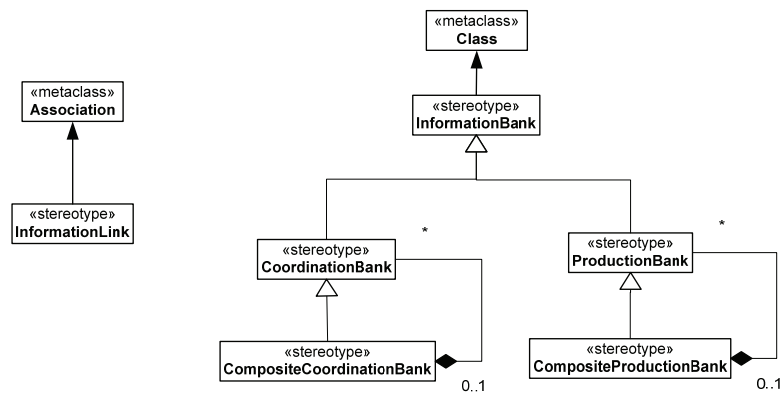 «metaclass»
Class
«metaclass»
Association
«stereotype»
InformationBank
«stereotype»
InformationLink
*
*
«stereotype»
CoordinationBank
«stereotype»
ProductionBank
«stereotype»
CompositeCoordinationBank
«stereotype»
CompositeProductionBank
0..1
0..1